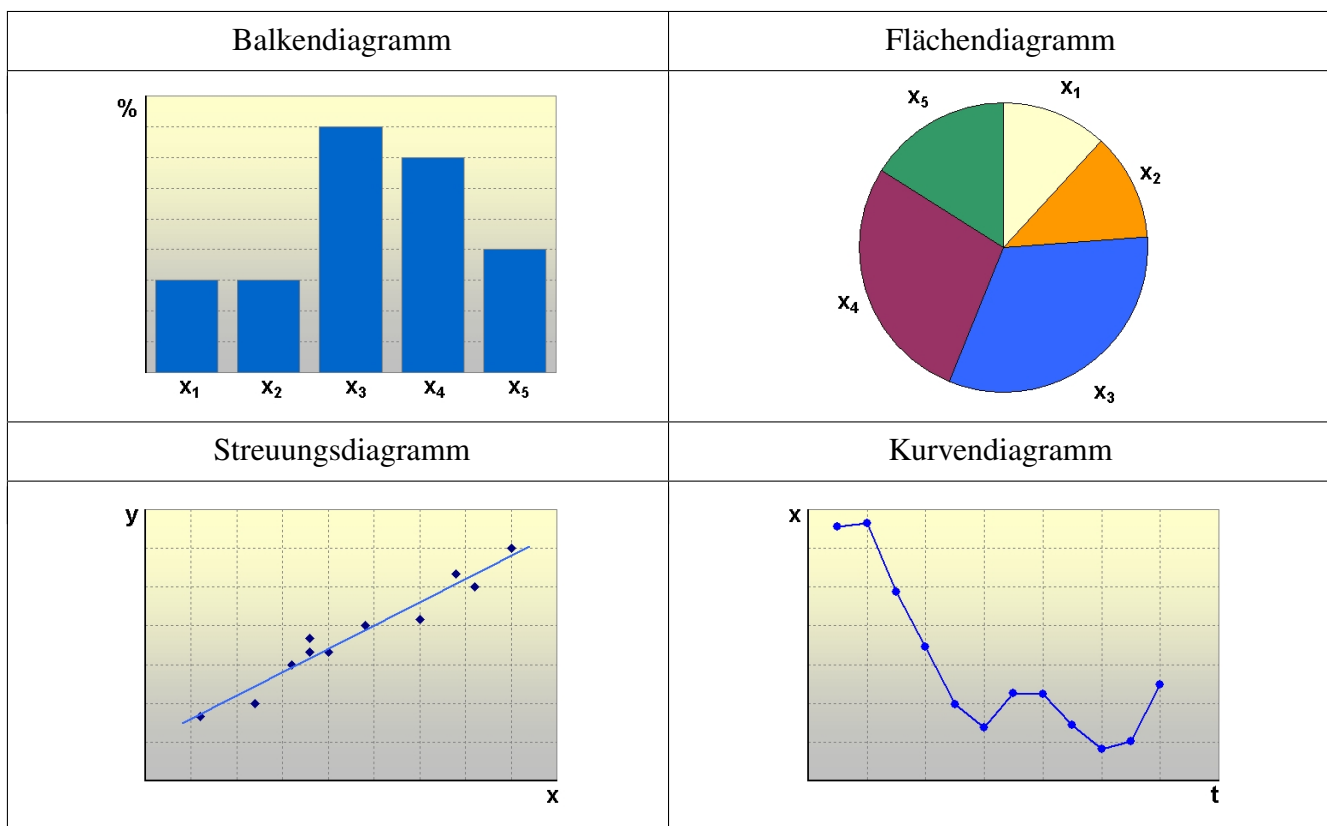 Balkendiagramm
Flächendiagramm
%
x₁ x₂ x₃ x₄ x₅
x₅ x₁
x₂
x₄
x₃
Streuungsdiagramm
Kurvendiagramm
y
x
x
t